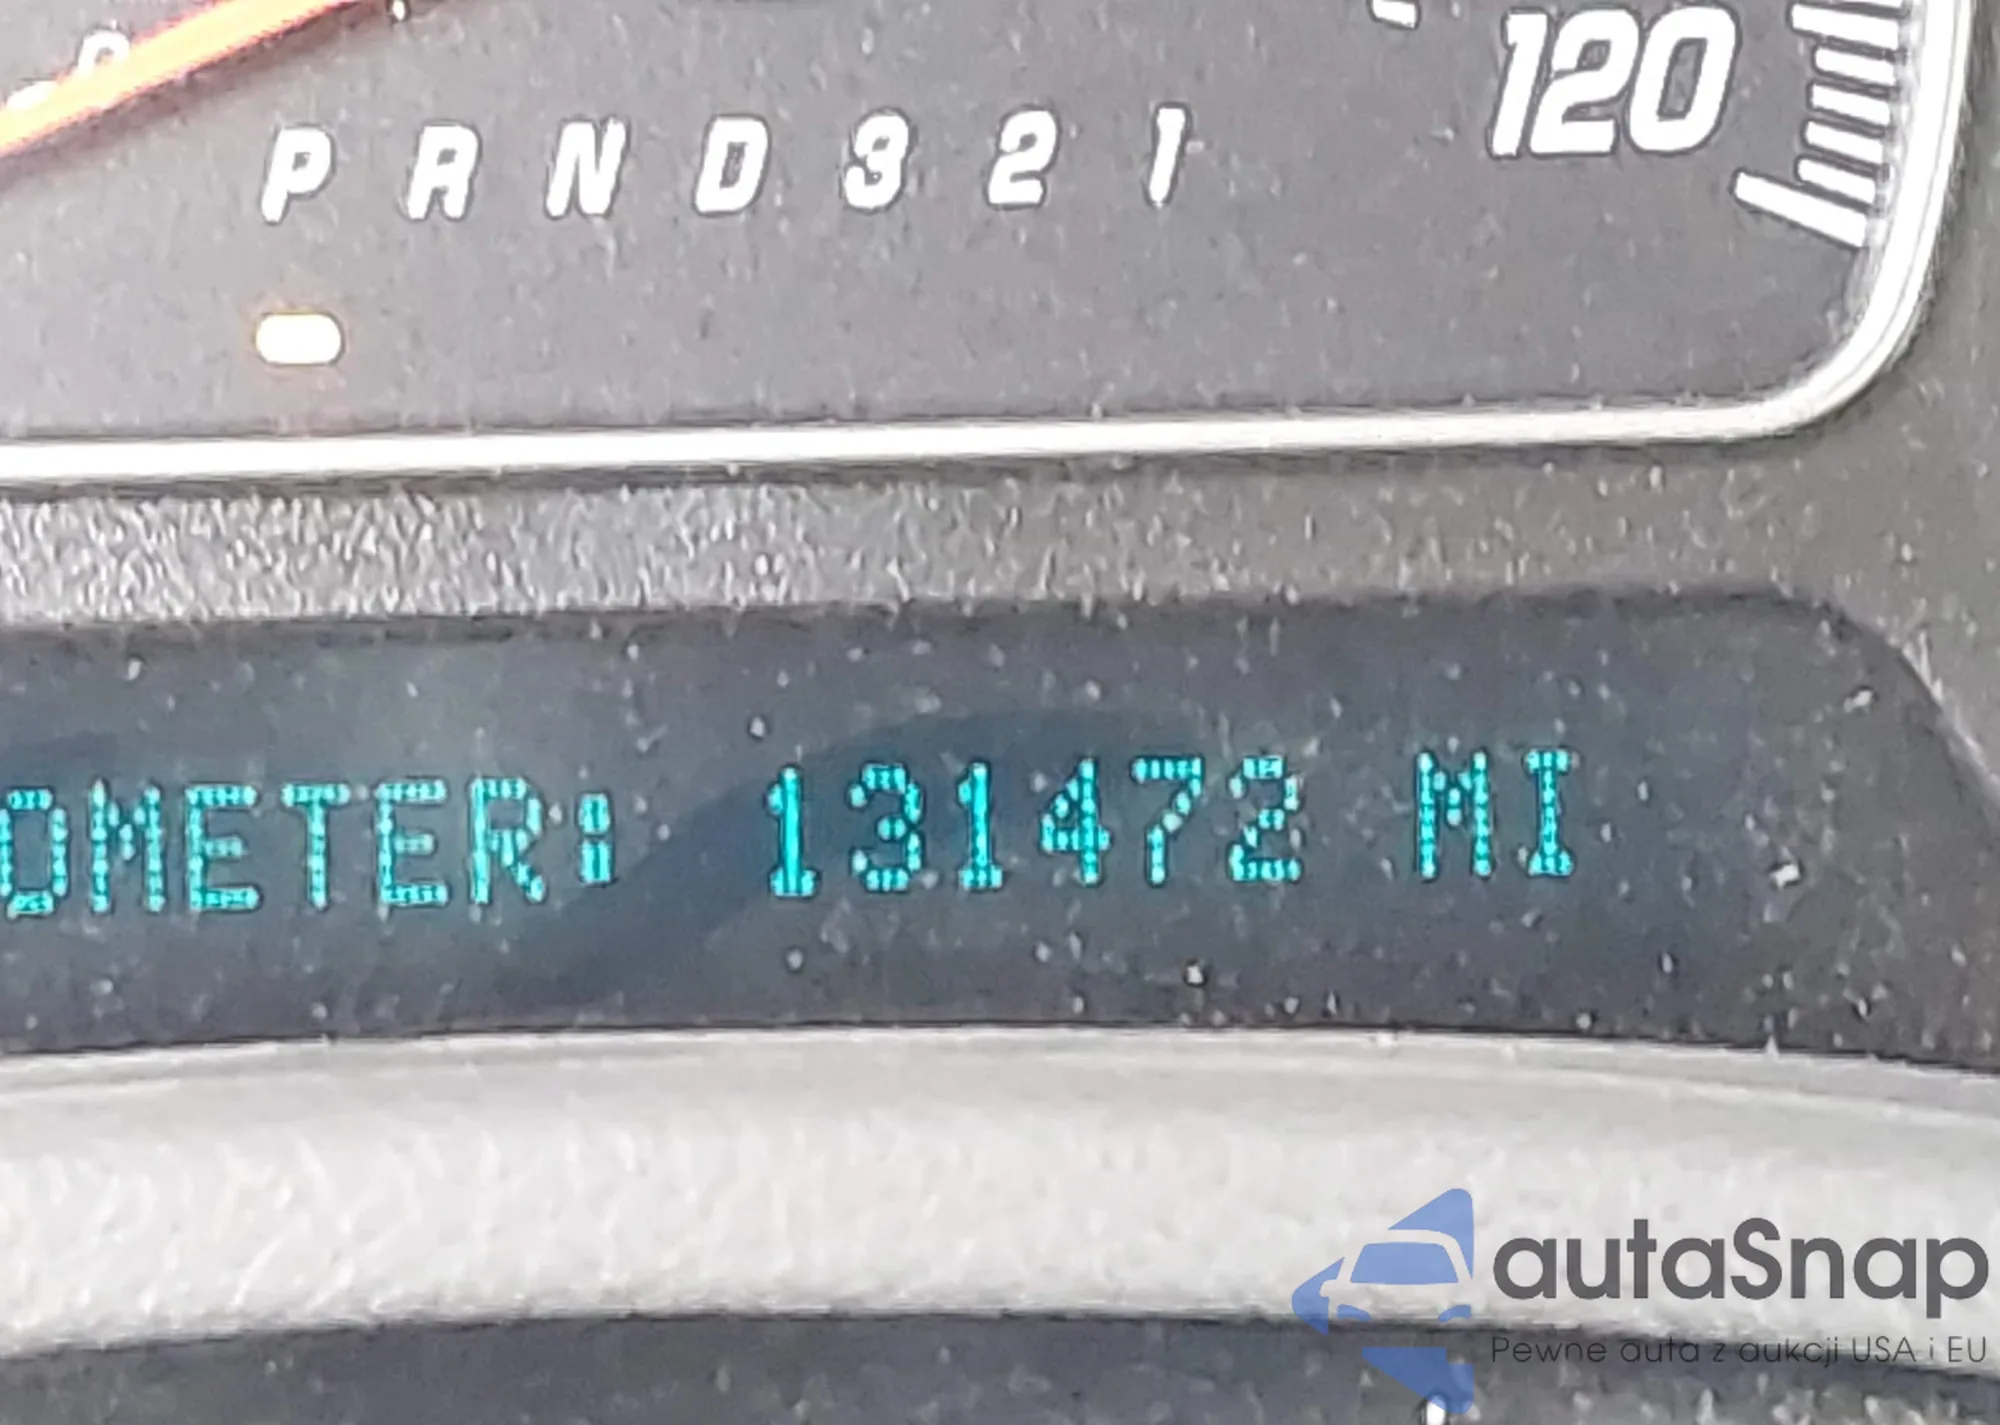 120
P R N D 3 2 1
OMETER: 131472 MI
autaSnap
Pewne auta z aukcji USA i EU